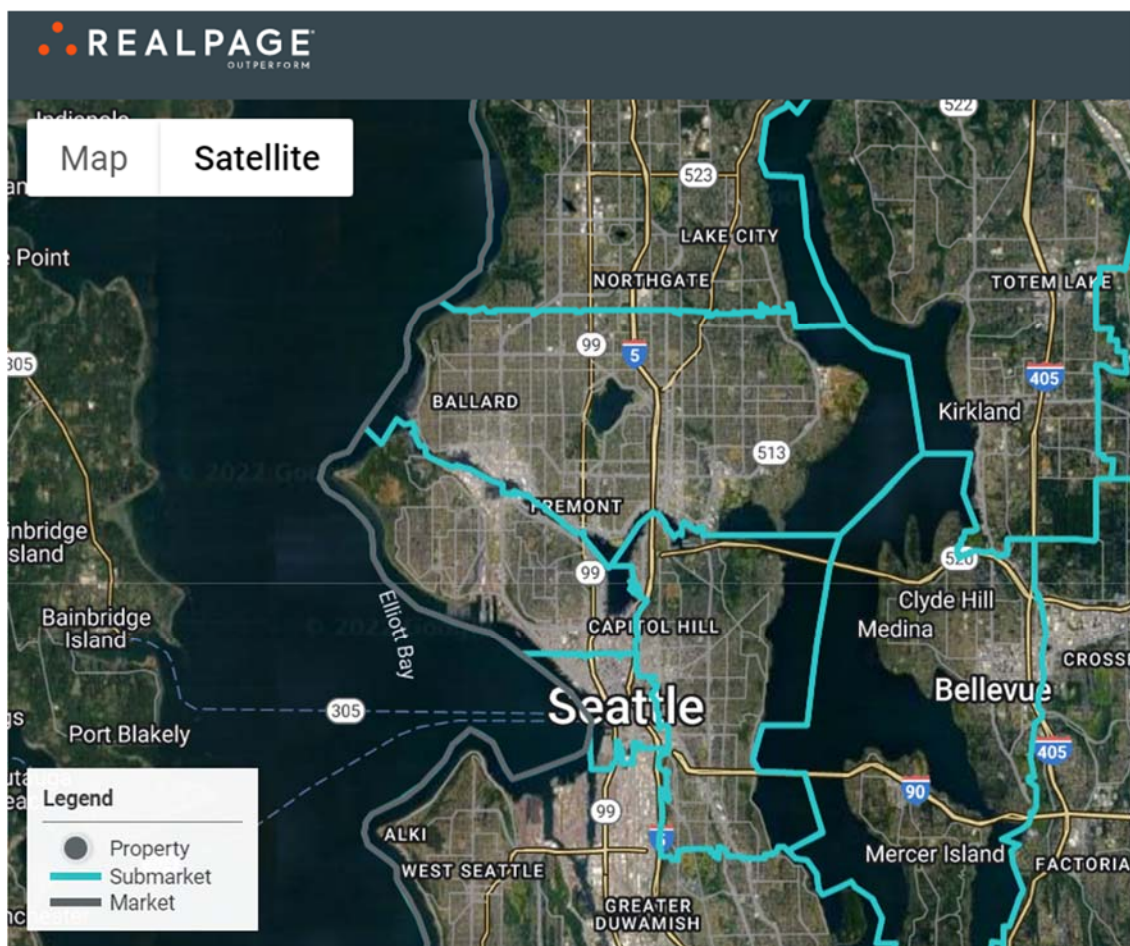 REALPAGE
OUTPERFORM
Indianola
Map
Satellite
522
523
LAKE CITY
Point
NORTHGATE
TOTEM LAKE
99
5
305
405
BALLARD
Kirkland
513
© 2022
FREMONT
inbridge
Island
520
99
Clyde Hill
Bainbridge
Island
Elliott Bay
CAPITOL HILL
Medina
CROSS
Seattle
Bellevue
305
Port Blakely
405
90
Legend
Property
Submarket
Market
99
5
ALKI
WEST SEATTLE
Mercer Island
FACTORIA
GREATER
DUWAMISH